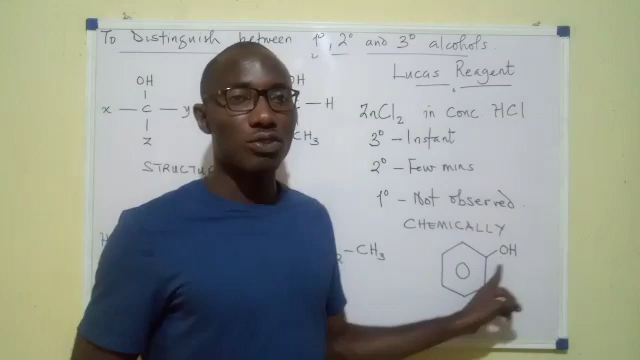 To Distinguish between 1°, 2° and 3° alcohols.
Lucas Reagent
OH
x — C — y
z
OH
C — H
CH3
ZnCl2 in conc HCl
3° – Instant
2° – Few mins
1° – Not observed.
STRUCTU
CHEMICALLY
H
2 – CH3
OH